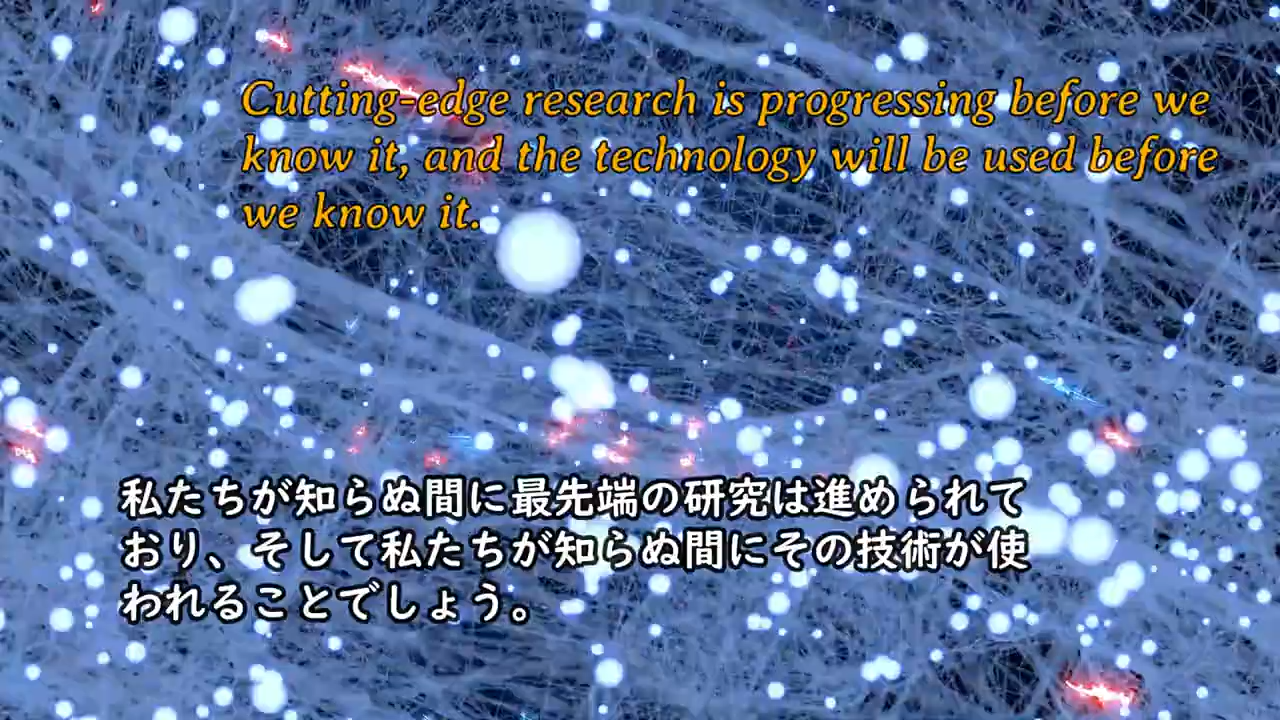 Cutting-edge research is progressing before we
know it, and the technology will be used before
we know it.
私たちが知らぬ間に最先端の研究は進められて
おり、そして私たちが知らぬ間にその技術が使
われることでしょう。